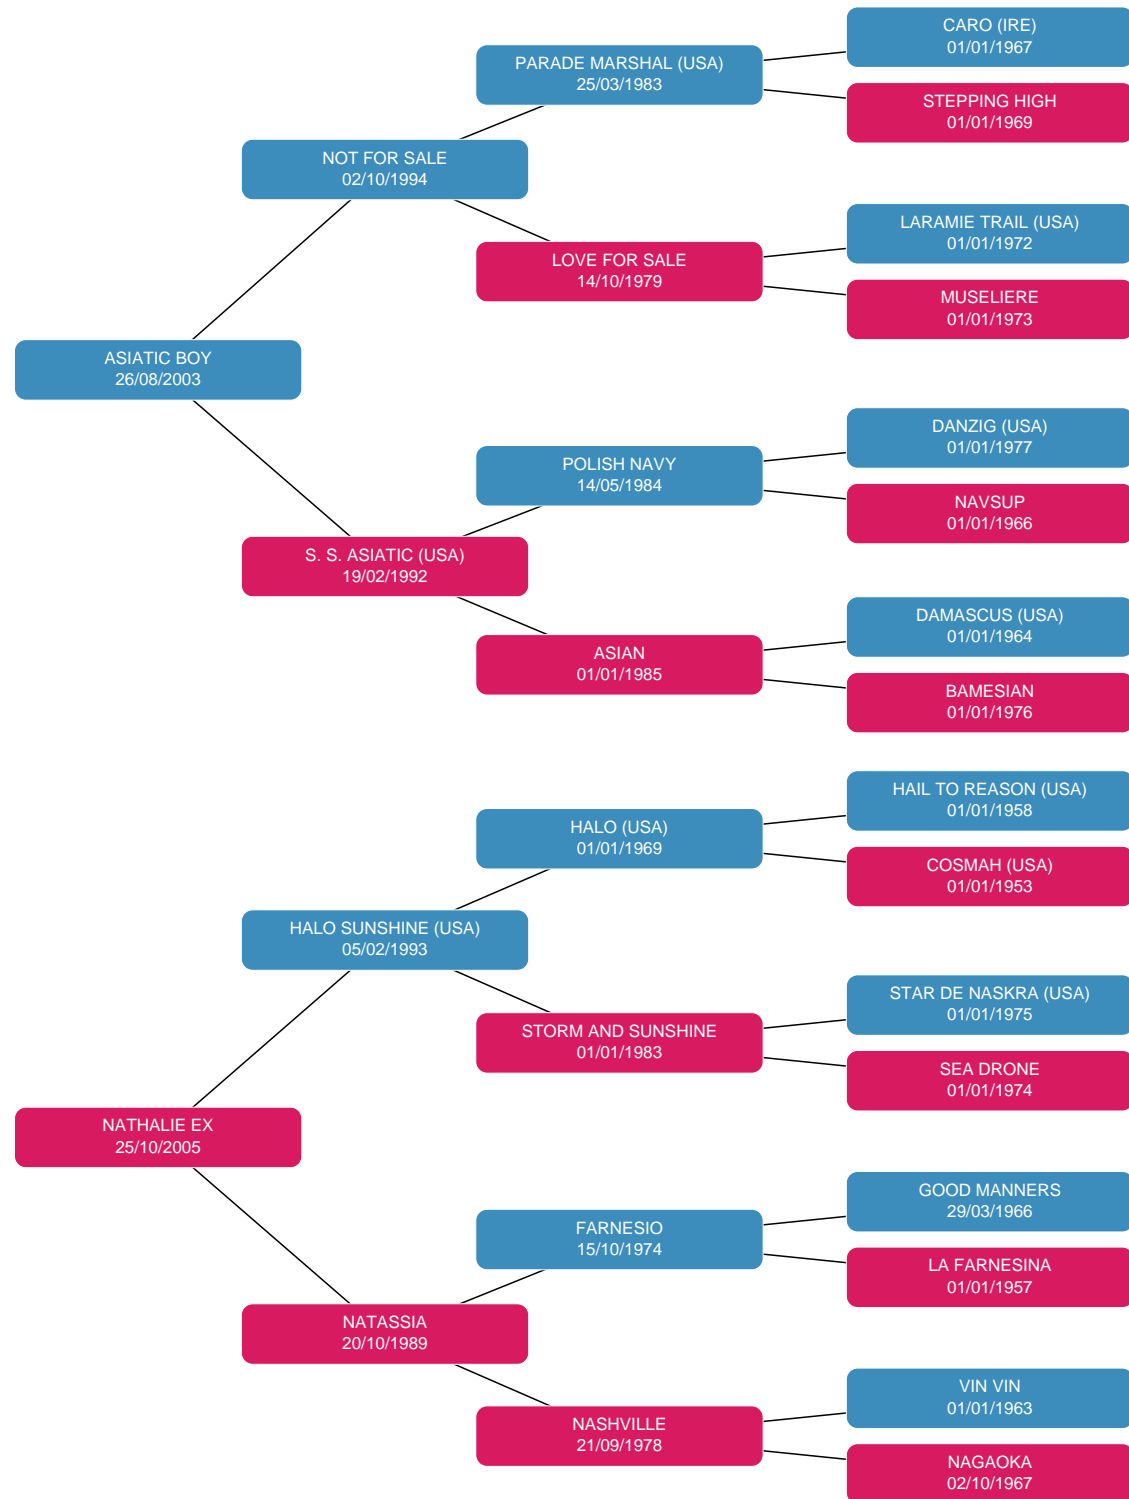 CARO (IRE)
01/01/1967
PARADE MARSHAL (USA)
25/03/1983
STEPPING HIGH
01/01/1969
NOT FOR SALE
02/10/1994
LARAMIE TRAIL (USA)
01/01/1972
LOVE FOR SALE
14/10/1979
MUSELIERE
01/01/1973
ASIATIC BOY
26/08/2003
DANZIG (USA)
01/01/1977
POLISH NAVY
14/05/1984
NAVSUP
01/01/1966
S. S. ASIATIC (USA)
19/02/1992
DAMASCUS (USA)
01/01/1964
ASIAN
01/01/1985
BAMESIAN
01/01/1976
HAIL TO REASON (USA)
01/01/1958
HALO (USA)
01/01/1969
COSMAH (USA)
01/01/1953
HALO SUNSHINE (USA)
05/02/1993
STAR DE NASKRA (USA)
01/01/1975
STORM AND SUNSHINE
01/01/1983
SEA DRONE
01/01/1974
NATHALIE EX
25/10/2005
GOOD MANNERS
29/03/1966
FARNESIO
15/10/1974
LA FARNESINA
01/01/1957
NATASSIA
20/10/1989
VIN VIN
01/01/1963
NASHVILLE
21/09/1978
NAGAOKA
02/10/1967